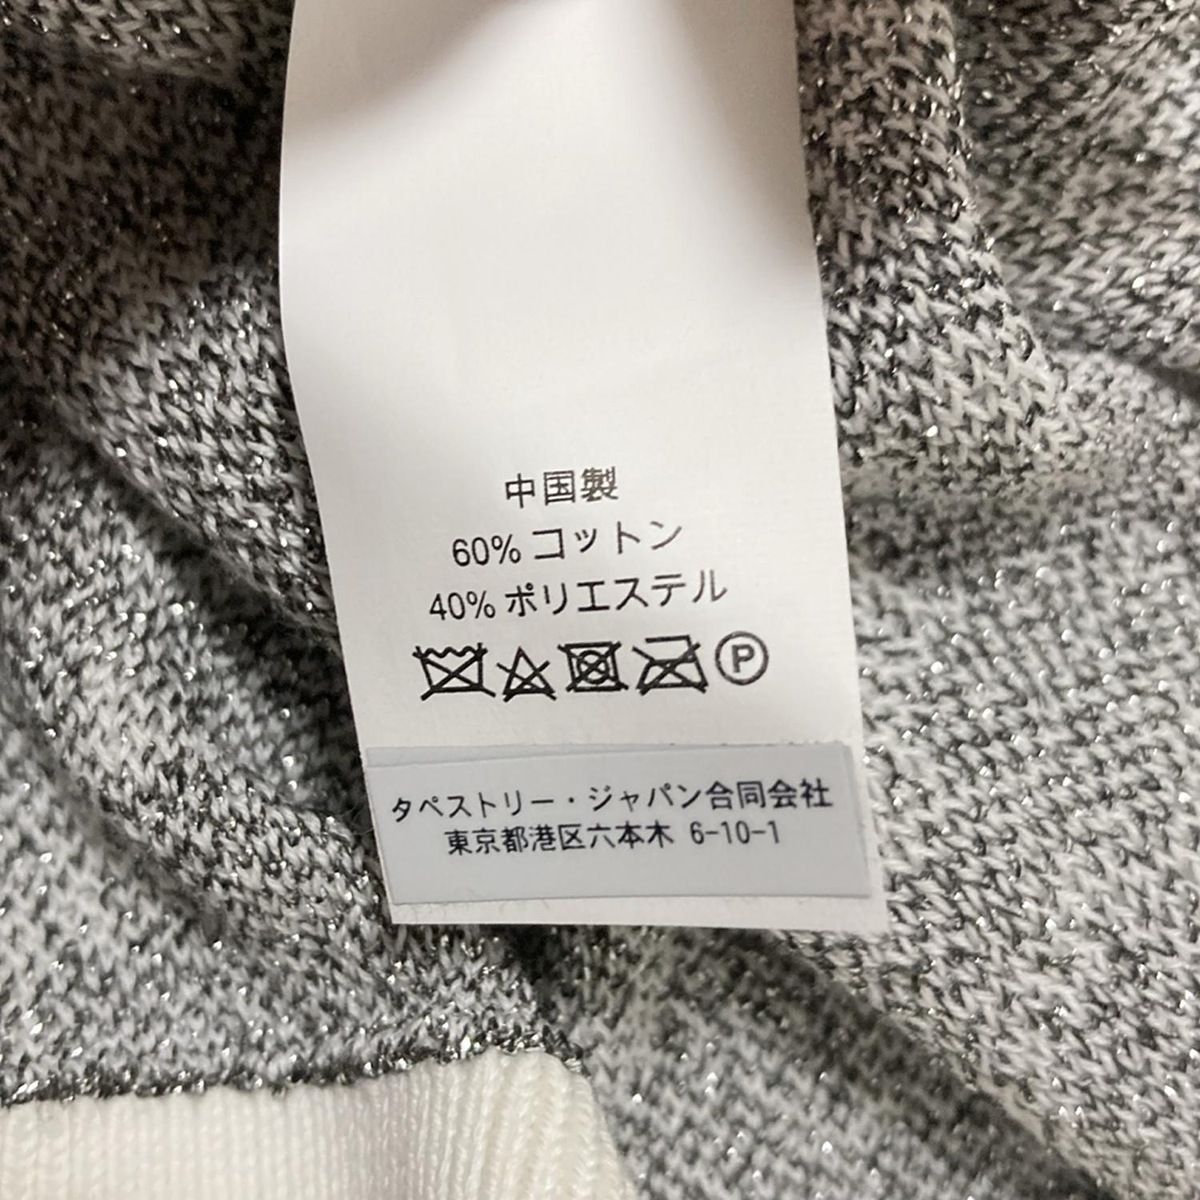 中国製
60% コットン
40% ポリエステル
P
タペストリー・ジャパン合同会社
東京都港区六本木 6-10-1